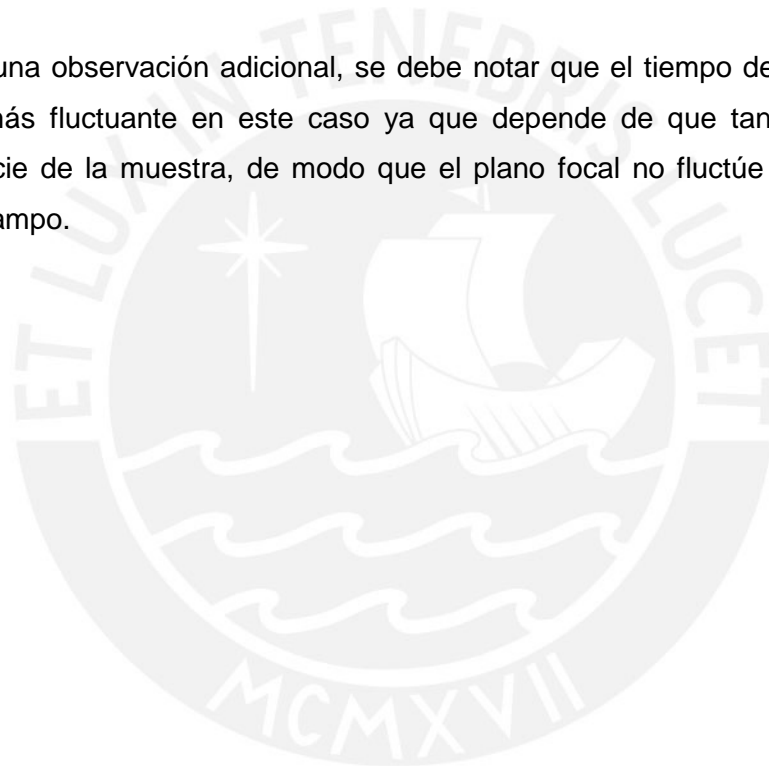 una observación adicional, se debe notar que el tiempo de
más fluctuante en este caso ya que depende de que tan
cie de la muestra, de modo que el plano focal no fluctúe
ampo.
ET LUX IN TENEBRIS LUCET
MCMXVII